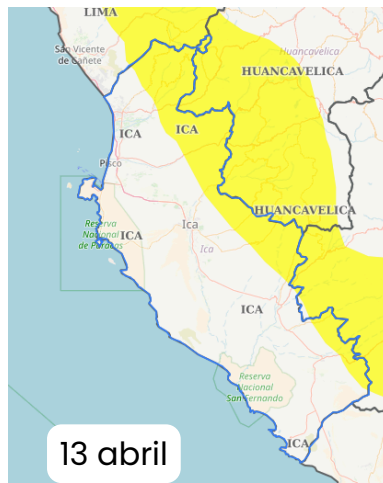 LIMA
San Vicente
de Cañete
Huancavelica
HUANCAVELICA
ICA
ICA
Pisco
HUANCAVELICA
Reserva
Nacional
de Paracas
ICA
Ica
Ica
ICA
Reserva
Nacional
San Fernando
ICA
13 abril